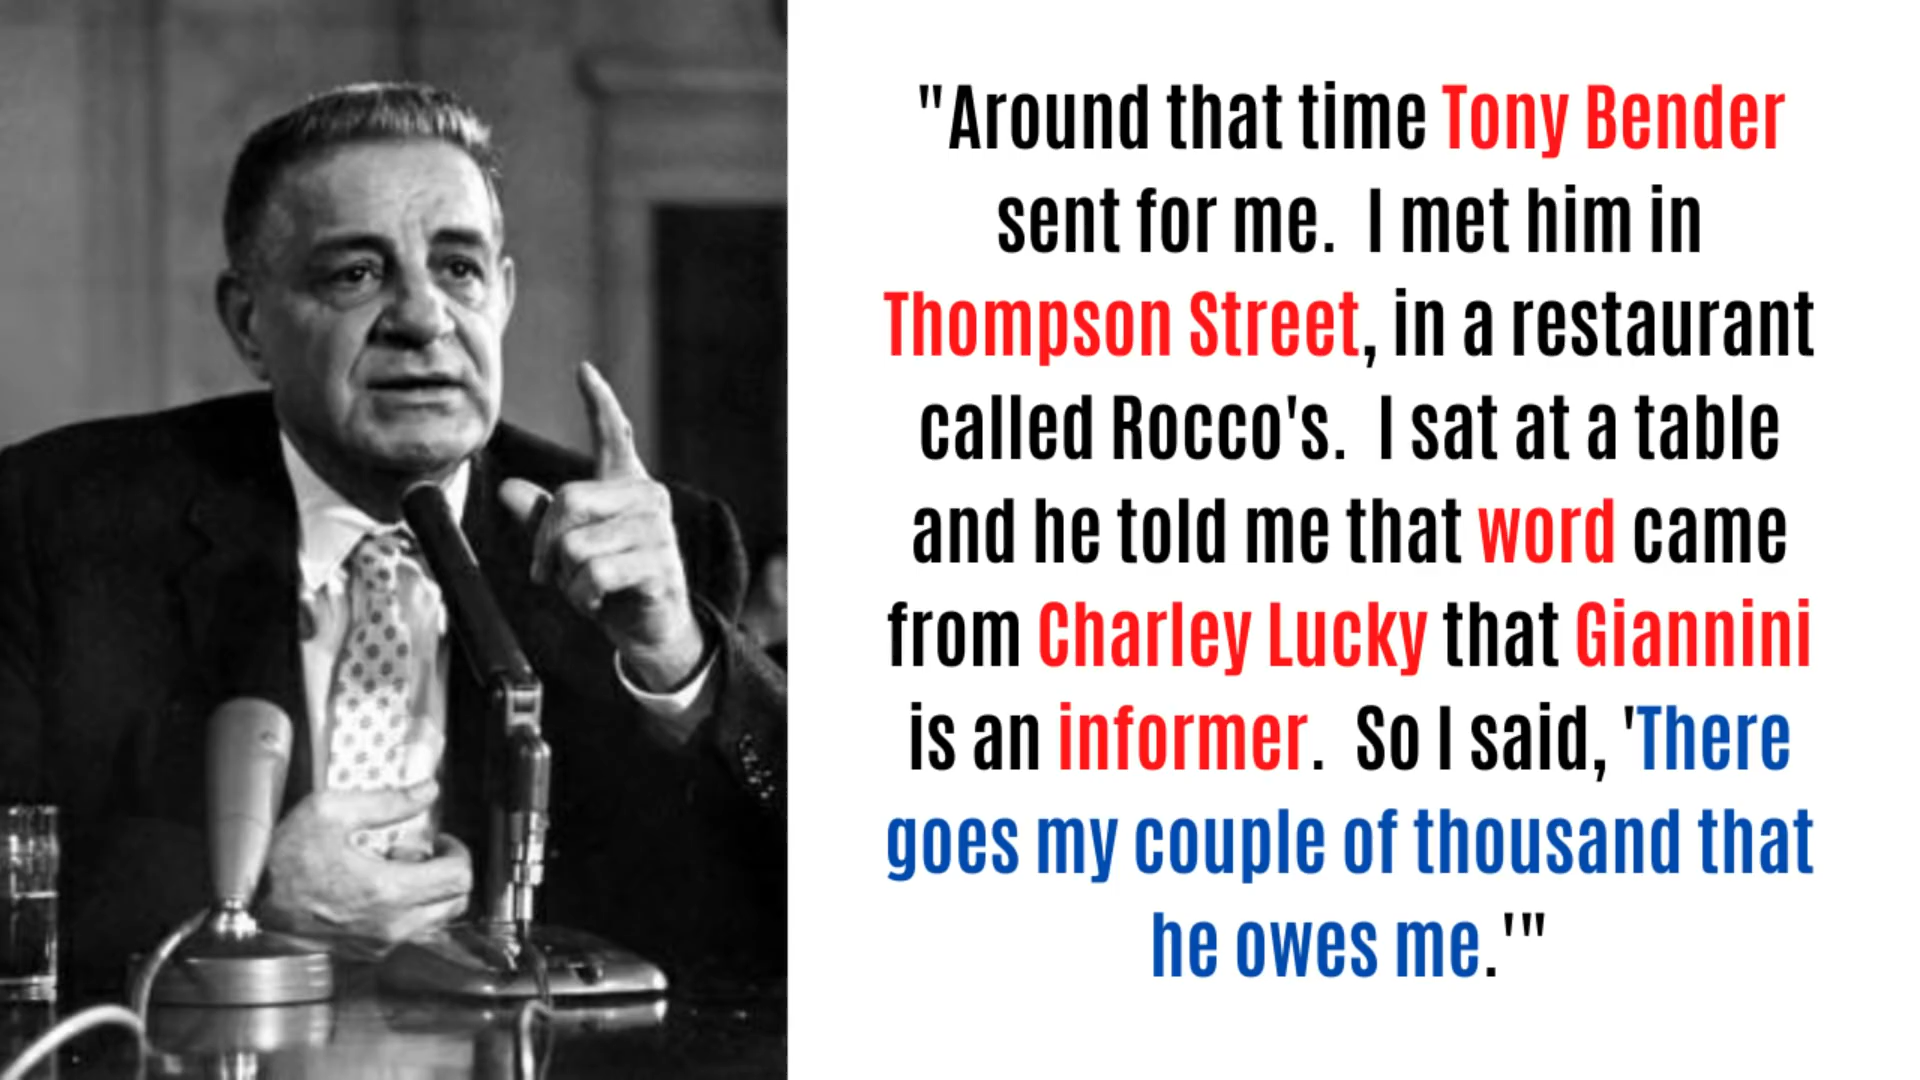 "Around that time Tony Bender
sent for me.  I met him in
Thompson Street, in a restaurant
called Rocco's.  I sat at a table
and he told me that word came
from Charley Lucky that Giannini
is an informer.  So I said, 'There
goes my couple of thousand that
he owes me.'"